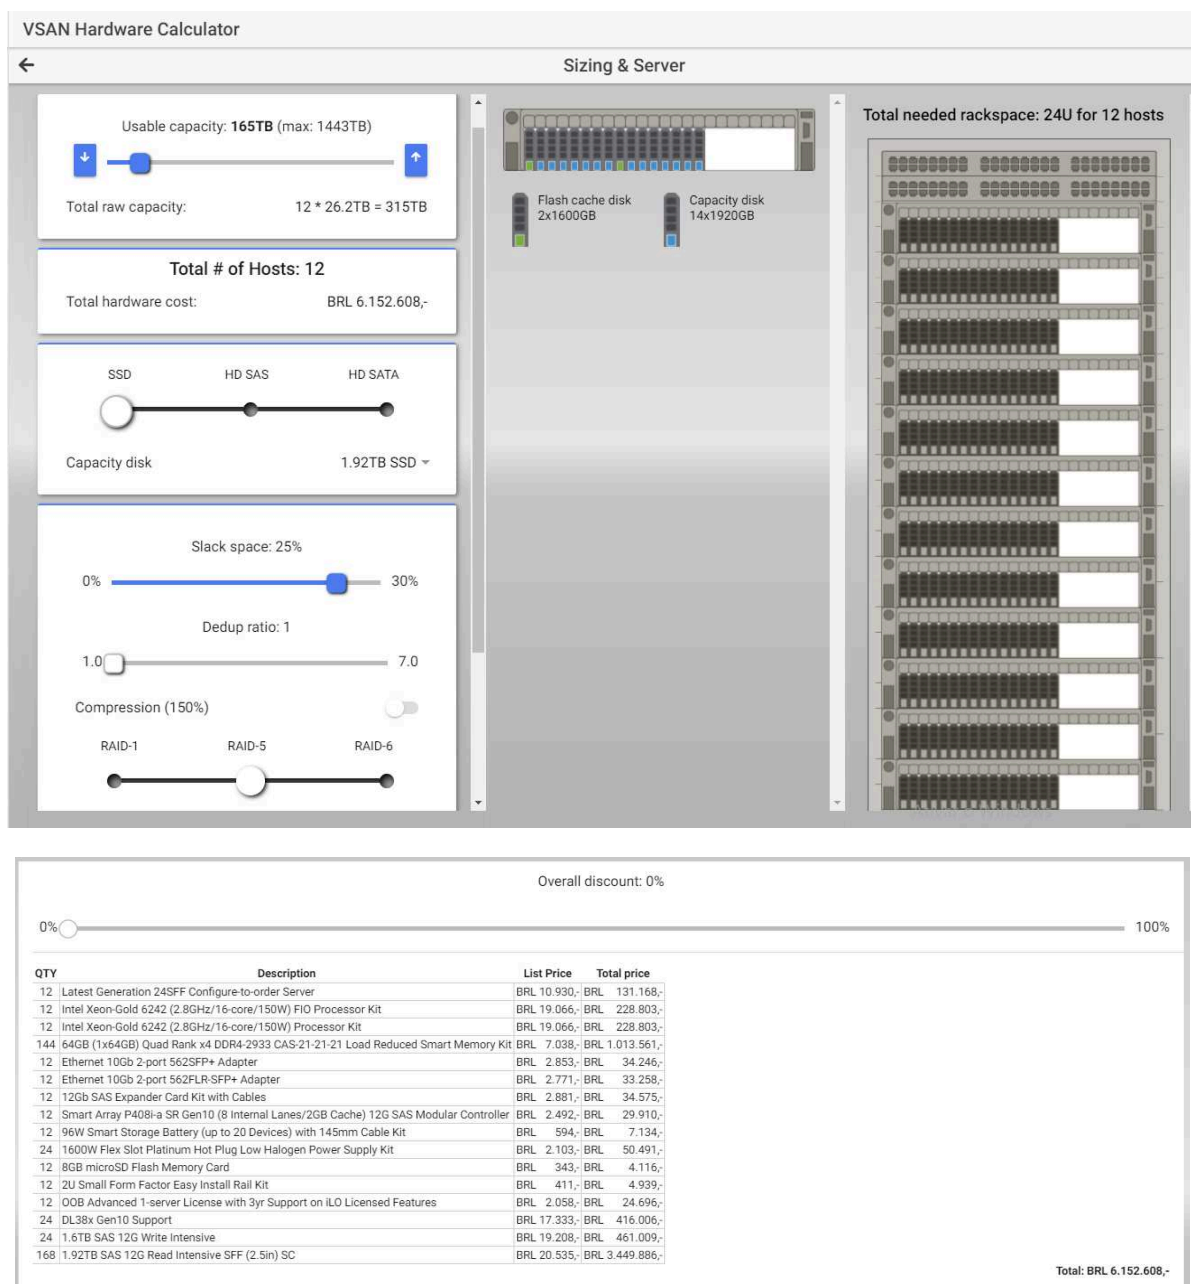 VSAN Hardware Calculator
Sizing & Server
Usable capacity: 165TB (max: 1443TB)
Total raw capacity: 12 * 26.2TB = 315TB
Total # of Hosts: 12
Total hardware cost: BRL 6.152.608,-
SSD HD SAS HD SATA
Capacity disk 1.92TB SSD
Slack space: 25%
0% 30%
Dedup ratio: 1
1.0 7.0
Compression (150%)
RAID-1 RAID-5 RAID-6
Flash cache disk
2x1600GB
Capacity disk
14x1920GB
Total needed rackspace: 24U for 12 hosts
Overall discount: 0%
0% 100%
QTY Description List Price Total price
12 Latest Generation 24SFF Configure-to-order Server BRL 10.930,- BRL 131.168,-
12 Intel Xeon-Gold 6242 (2.8GHz/16-core/150W) FIO Processor Kit BRL 19.066,- BRL 228.803,-
12 Intel Xeon-Gold 6242 (2.8GHz/16-core/150W) Processor Kit BRL 19.066,- BRL 228.803,-
144 64GB (1x64GB) Quad Rank x4 DDR4-2933 CAS-21-21-21 Load Reduced Smart Memory Kit BRL 7.038,- BRL 1.013.561,-
12 Ethernet 10Gb 2-port 562SFP+ Adapter BRL 2.853,- BRL 34.246,-
12 Ethernet 10Gb 2-port 562FLR-SFP+ Adapter BRL 2.771,- BRL 33.258,-
12 12Gb SAS Expander Card Kit with Cables BRL 2.881,- BRL 34.575,-
12 Smart Array P408i-a SR Gen10 (8 Internal Lanes/2GB Cache) 12G SAS Modular Controller BRL 2.492,- BRL 29.910,-
12 96W Smart Storage Battery (up to 20 Devices) with 145mm Cable Kit BRL 594,- BRL 7.134,-
24 1600W Flex Slot Platinum Hot Plug Low Halogen Power Supply Kit BRL 2.103,- BRL 50.491,-
12 8GB microSD Flash Memory Card BRL 343,- BRL 4.116,-
12 2U Small Form Factor Easy Install Rail Kit BRL 411,- BRL 4.939,-
12 OOB Advanced 1-server License with 3yr Support on iLO Licensed Features BRL 2.058,- BRL 24.696,-
24 DL38x Gen10 Support BRL 17.333,- BRL 416.006,-
24 1.6TB SAS 12G Write Intensive BRL 19.208,- BRL 461.009,-
168 1.92TB SAS 12G Read Intensive SFF (2.5in) SC BRL 20.535,- BRL 3.449.886,-
Total: BRL 6.152.608,-